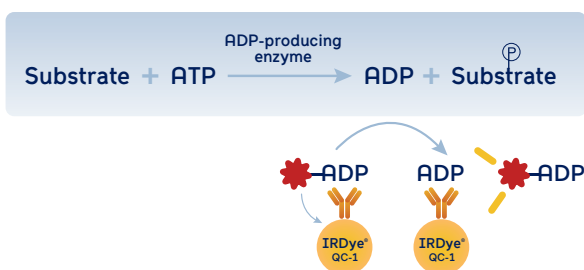 ADP-producing
enzyme
Substrate + ATP ADP + Substrate
P
ADP ADP ADP
IRDye® IRDye®
QC-1 QC-1